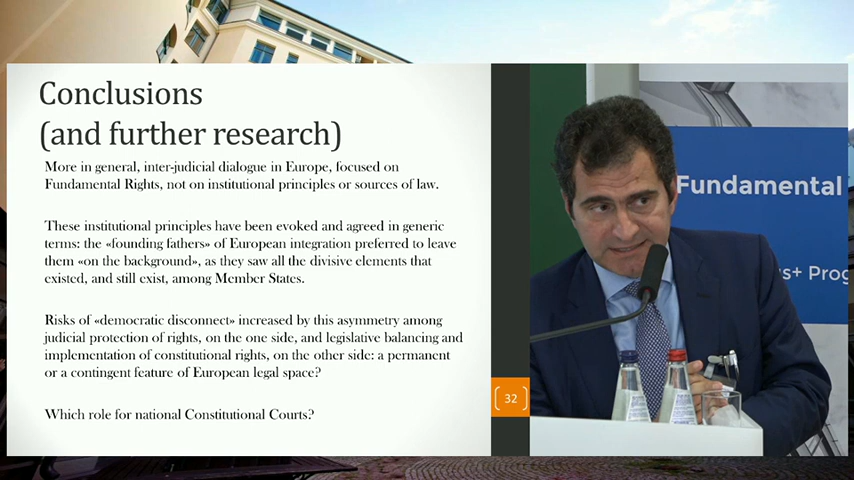 Conclusions
(and further research)
More in general, inter-judicial dialogue in Europe, focused on
Fundamental Rights, not on institutional principles or sources of law.
These institutional principles have been evoked and agreed in generic
terms: the «founding fathers» of European integration preferred to leave
them «on the background», as they saw all the divisive elements that
existed, and still exist, among Member States.
Risks of «democratic disconnect» increased by this asymmetry among
judicial protection of rights, on the one side, and legislative balancing and
implementation of constitutional rights, on the other side: a permanent
or a contingent feature of European legal space?
Which role for national Constitutional Courts?
32
Fundamental
s+ Prog